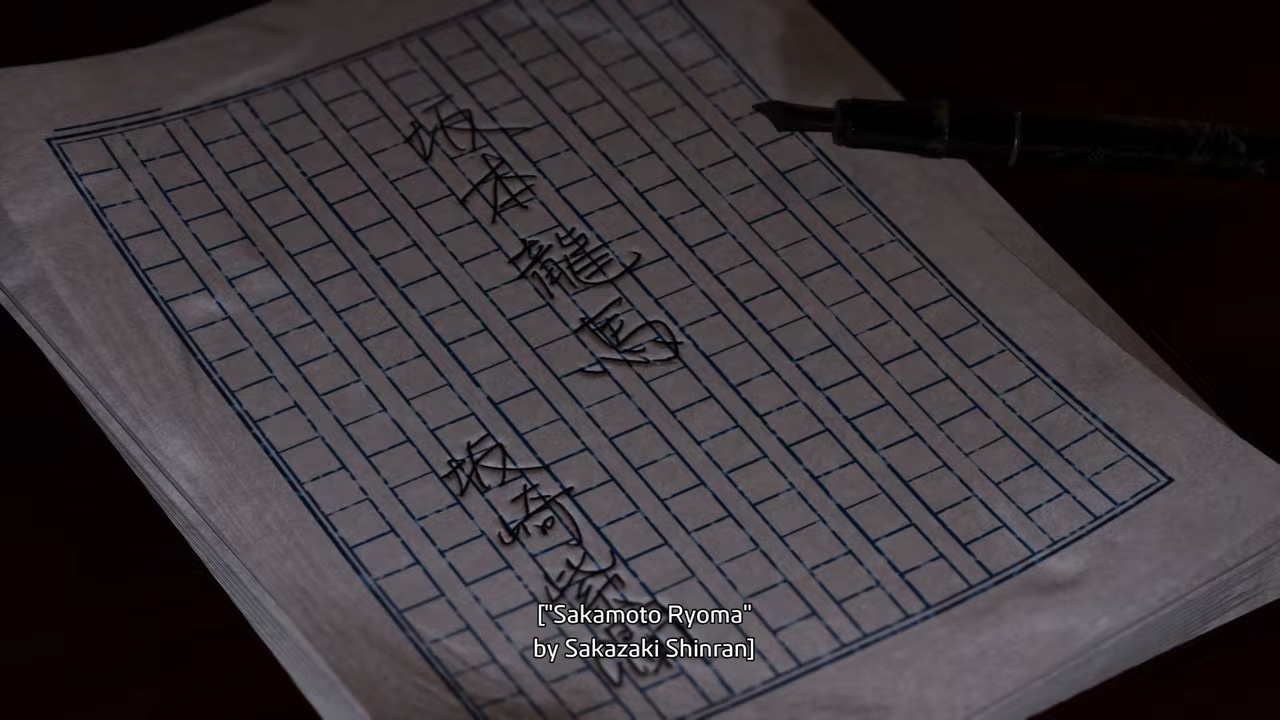 坂本龍馬
坂崎
["Sakamoto Ryoma"
by Sakazaki Shinran]